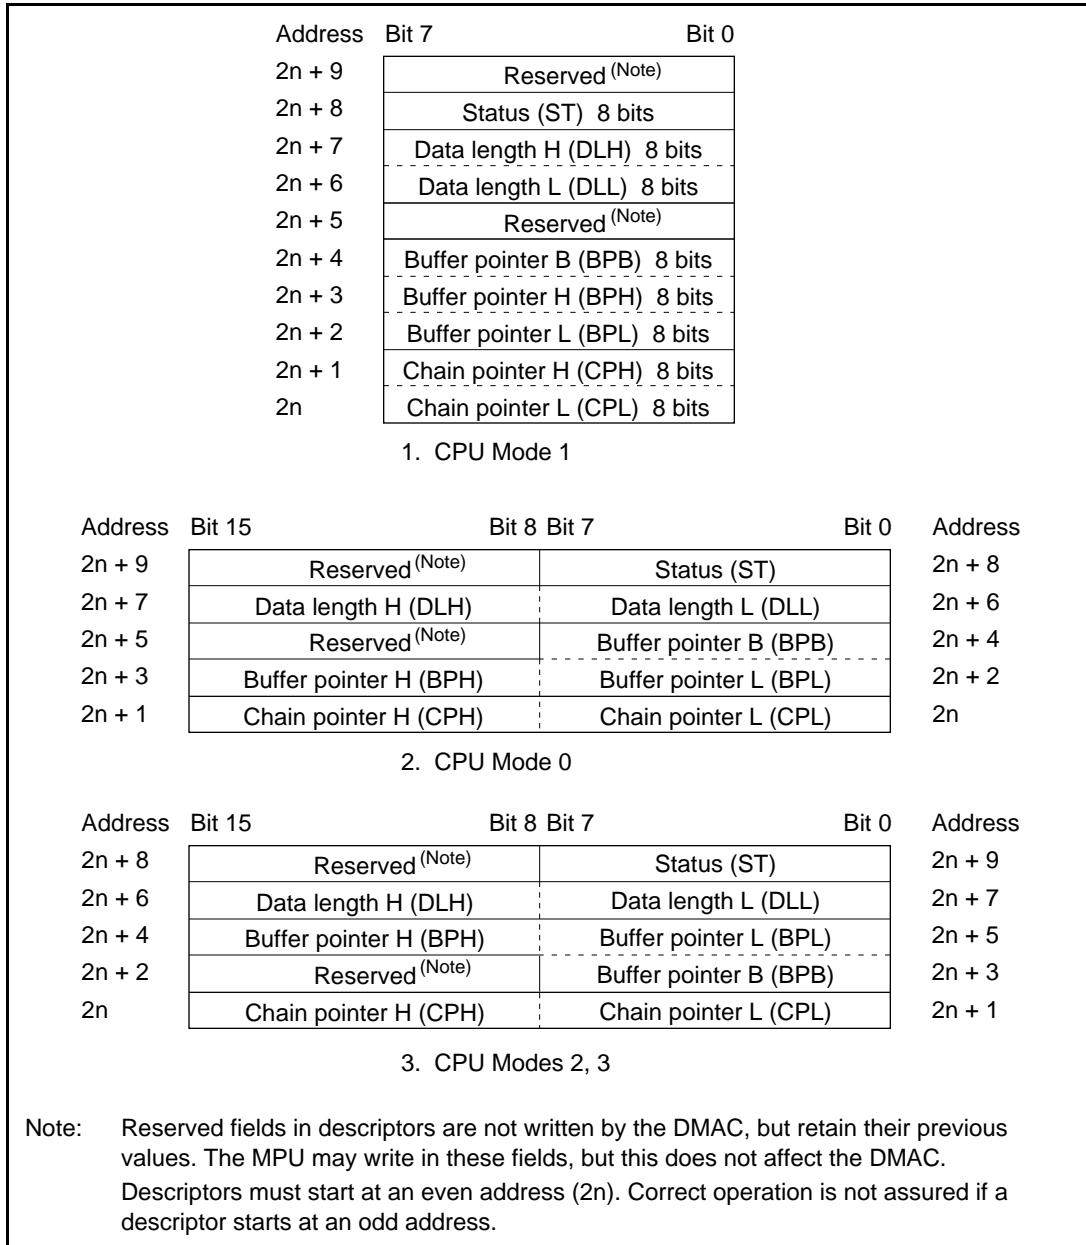 Address Bit 7 Bit 0
2n + 9 Reserved (Note)
2n + 8 Status (ST) 8 bits
2n + 7 Data length H (DLH) 8 bits
2n + 6 Data length L (DLL) 8 bits
2n + 5 Reserved (Note)
2n + 4 Buffer pointer B (BPB) 8 bits
2n + 3 Buffer pointer H (BPH) 8 bits
2n + 2 Buffer pointer L (BPL) 8 bits
2n + 1 Chain pointer H (CPH) 8 bits
2n Chain pointer L (CPL) 8 bits
1. CPU Mode 1
Address Bit 15 Bit 8 Bit 7 Bit 0 Address
2n + 9 Reserved (Note) Status (ST) 2n + 8
2n + 7 Data length H (DLH) Data length L (DLL) 2n + 6
2n + 5 Reserved (Note) Buffer pointer B (BPB) 2n + 4
2n + 3 Buffer pointer H (BPH) Buffer pointer L (BPL) 2n + 2
2n + 1 Chain pointer H (CPH) Chain pointer L (CPL) 2n
2. CPU Mode 0
Address Bit 15 Bit 8 Bit 7 Bit 0 Address
2n + 8 Reserved (Note) Status (ST) 2n + 9
2n + 6 Data length H (DLH) Data length L (DLL) 2n + 7
2n + 4 Buffer pointer H (BPH) Buffer pointer L (BPL) 2n + 5
2n + 2 Reserved (Note) Buffer pointer B (BPB) 2n + 3
2n Chain pointer H (CPH) Chain pointer L (CPL) 2n + 1
3. CPU Modes 2, 3
Note: Reserved fields in descriptors are not written by the DMAC, but retain their previous
values. The MPU may write in these fields, but this does not affect the DMAC.
Descriptors must start at an even address (2n). Correct operation is not assured if a
descriptor starts at an odd address.